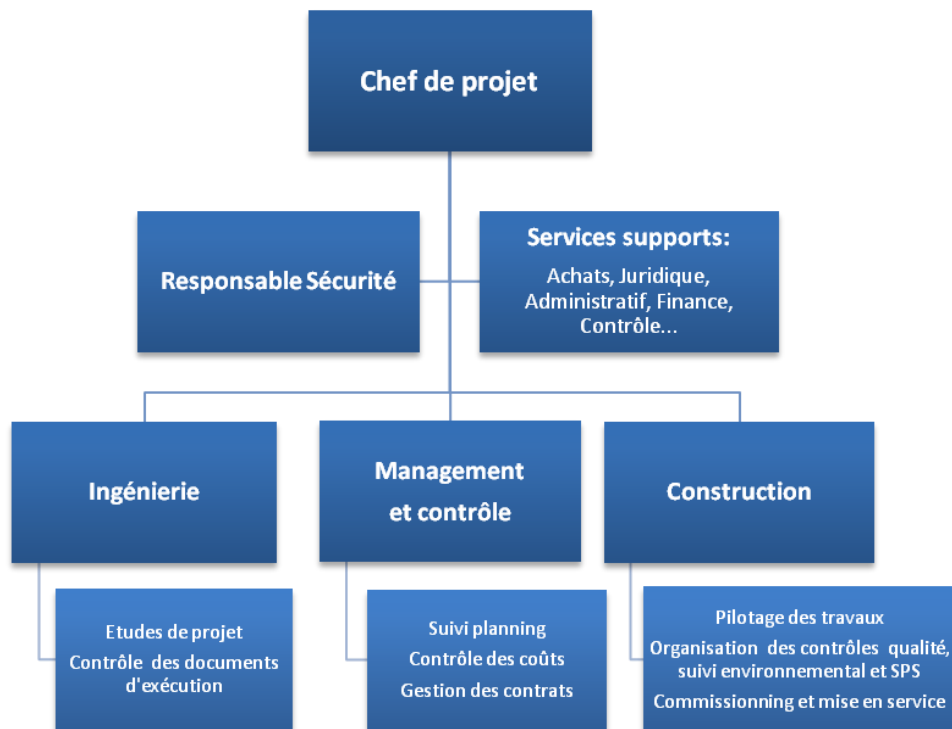 Chef de projet
Responsable Sécurité
Services supports:
Achats, Juridique,
Administratif, Finance,
Contrôle...
Ingénierie
Management
et contrôle
Construction
Etudes de projet
Contrôle des documents
d'exécution
Suivi planning
Contrôle des coûts
Gestion des contrats
Pilotage des travaux
Organisation des contrôles qualité,
suivi environnemental et SPS
Commissionning et mise en service